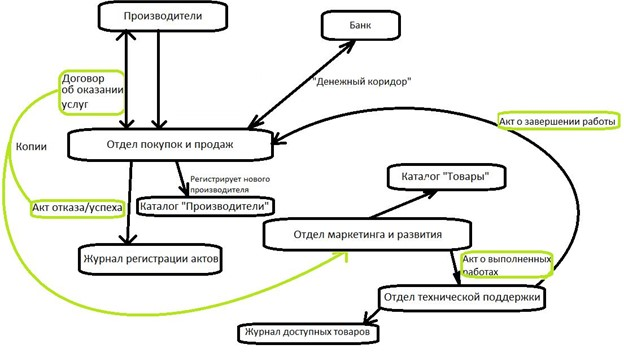 Производители
Банк
Договор
об оказании
услуг
"Денежный коридор"
Акт о завершении работы
Копии
Отдел покупок и продаж
Регистрирует нового
производителя
Каталог "Товары"
Акт отказа/успеха
Каталог "Производители"
Отдел маркетинга и развития
Журнал регистрации актов
Акт о выполненных
работах
Отдел технической поддержки
Журнал доступных товаров